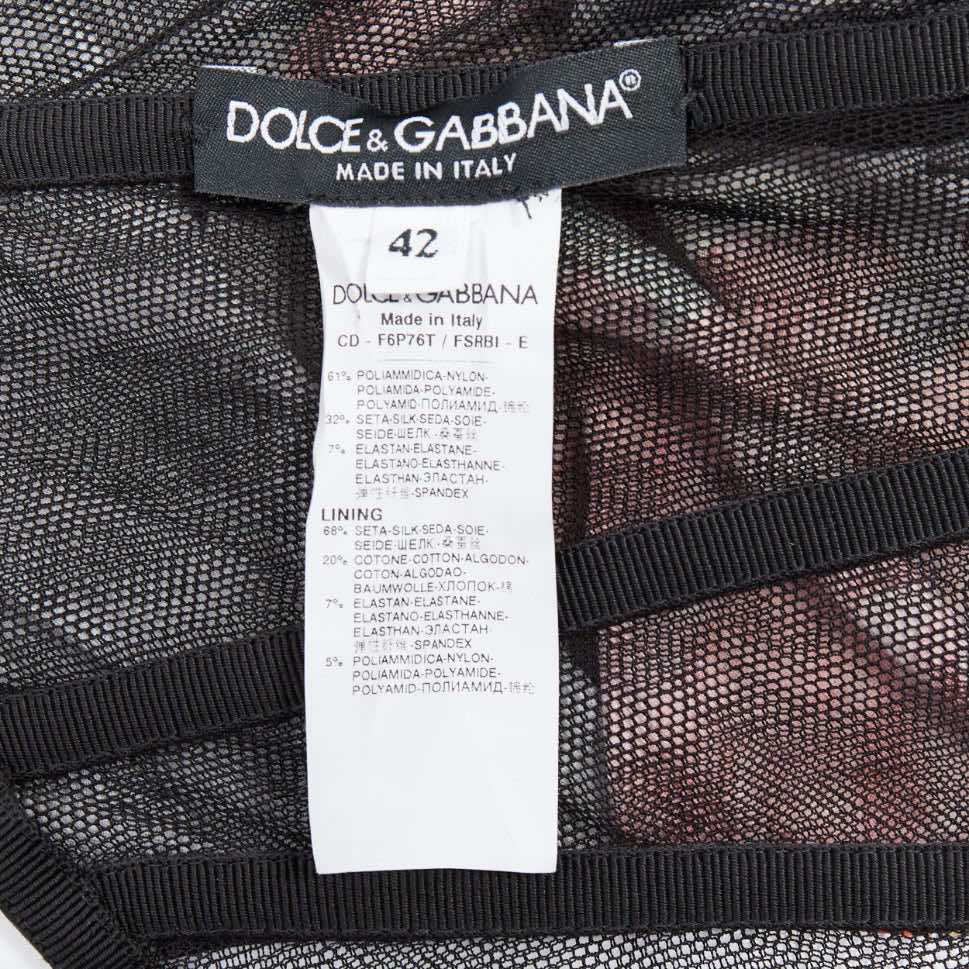 DOLCE & GABBANA®
MADE IN ITALY
42
DOLCE & GABBANA
Made in Italy
CD - F6P76T / FSRBI - E
61% POLIAMMIDICA-NYLON-
POLIAMIDA-POLYAMIDE-
POLYAMID-ПОЛИАМИД-锦纶
32% SETA-SILK-SEDA-SOIE-
SEIDE-ШЕЛК-桑蚕丝
7% ELASTAN-ELASTANE-
ELASTANO-ELASTHANNE-
ELASTHAN-ЭЛАСТАН-
弹性纤维-SPANDEX
LINING
68% SETA-SILK-SEDA-SOIE-
SEIDE-ШЕЛК-桑蚕丝
20% COTONE-COTTON-ALGODON-
COTON-ALGODAO-
BAUMWOLLE-ХЛОПОК-棉
7% ELASTAN-ELASTANE-
ELASTANO-ELASTHANNE-
ELASTHAN-ЭЛАСТАН-
弹性纤维-SPANDEX
5% POLIAMMIDICA-NYLON-
POLIAMIDA-POLYAMIDE-
POLYAMID-ПОЛИАМИД-锦纶